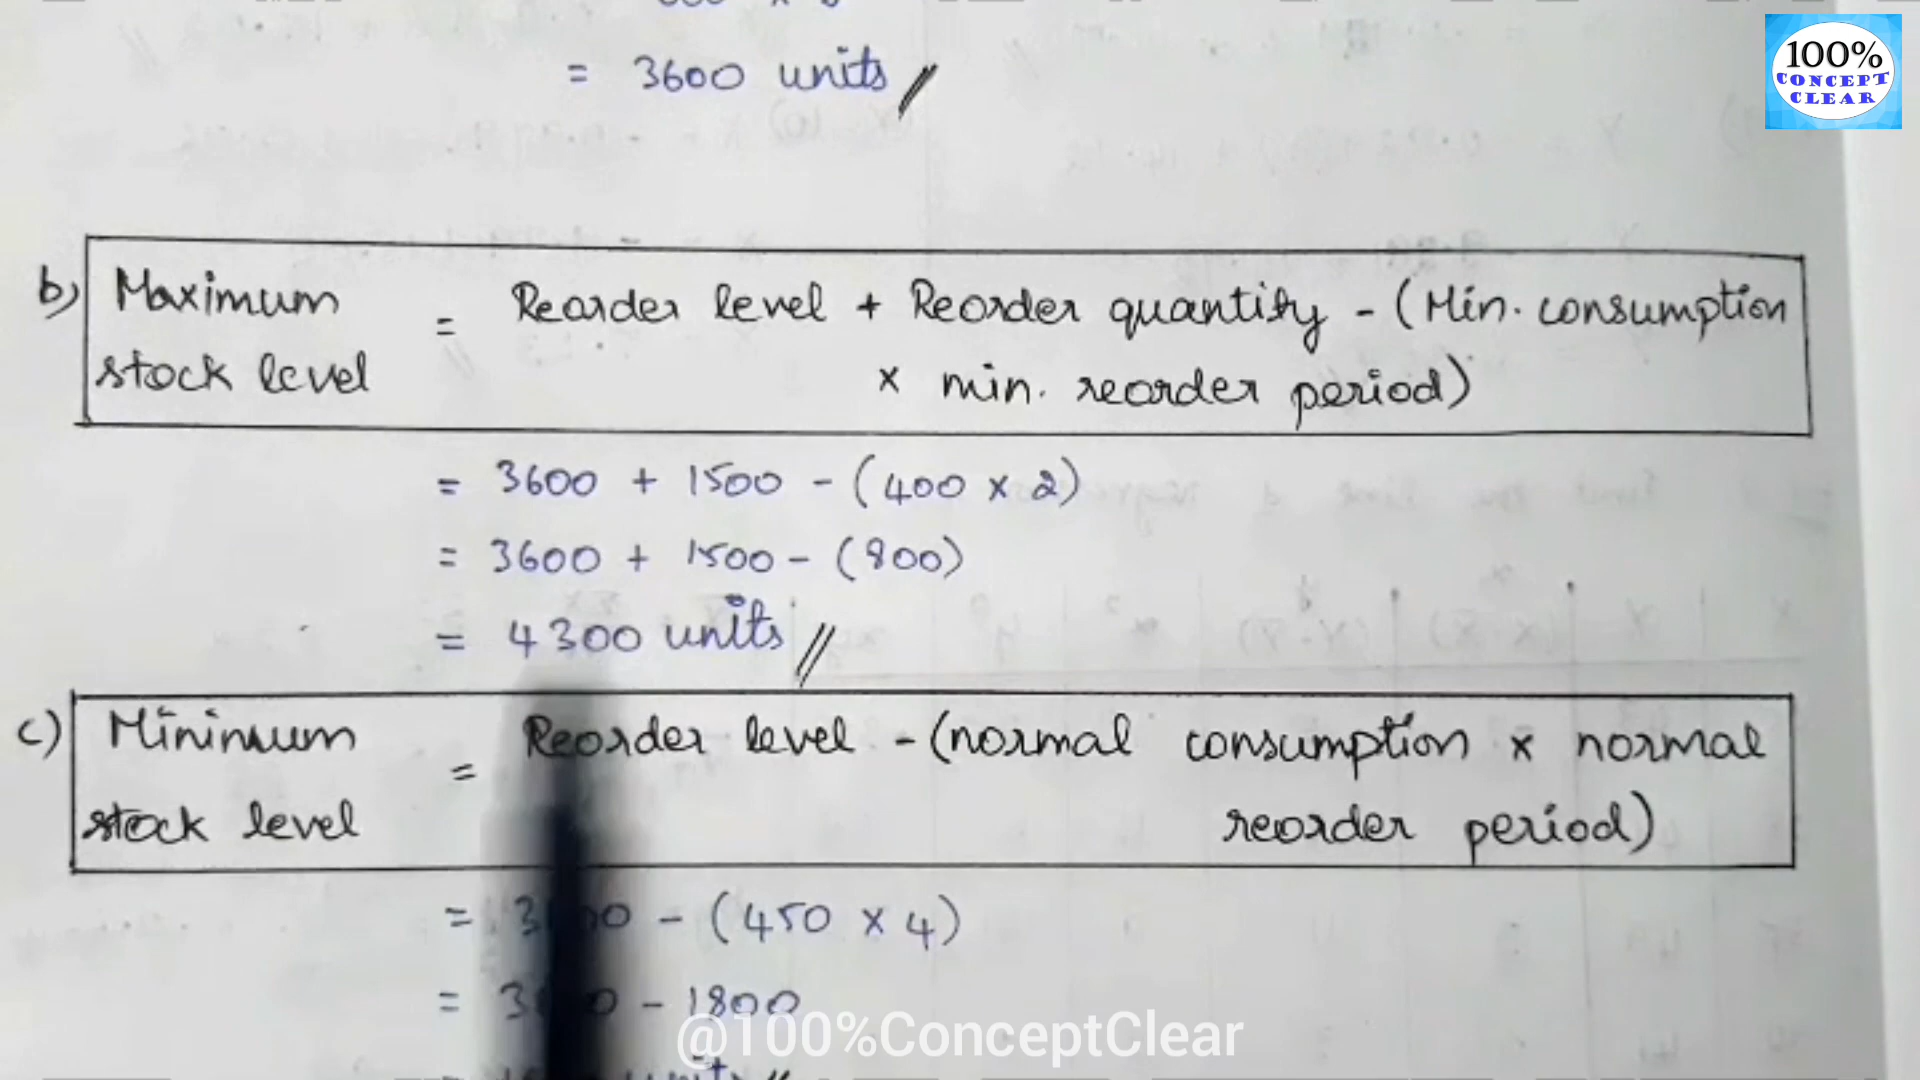 = 3600 units //
100%
CONCEPT
CLEAR
b) Maximum stock level = Reorder level + Reorder quantity - (Min. consumption
x min. reorder period)
= 3600 + 1500 - (400 x 2)
= 3600 + 1500 - (800)
= 4300 units //
c) Minimum stock level = Reorder level - (normal consumption x normal
reorder period)
= - (450 x 4)
= - 1800
@100%ConceptClear